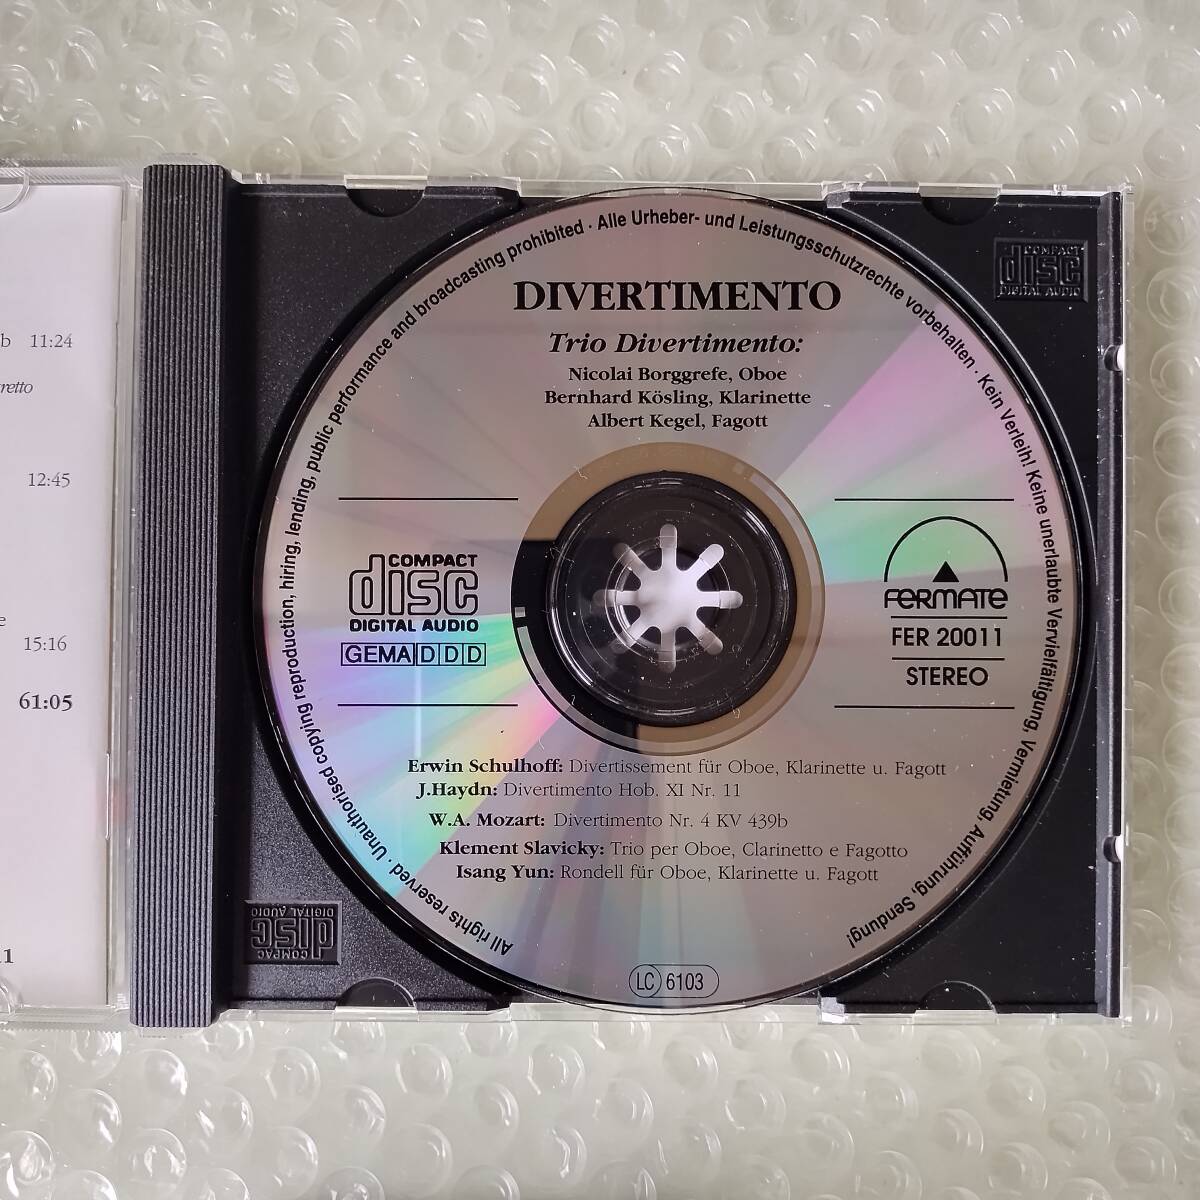 b 11:24
retto
12:45
e
15:16
61:05
11
Unauthorised copying reproduction, hiring, lending, public performance and broadcasting prohibited · Alle Urheber- und Leistungsschutzrechte vorbehalten · Kein Verleih! Keine unerlaubte Vervielfältigung, Vermietung, Aufführung, Sendung!
All rights reserved ·
DIVERTIMENTO
Trio Divertimento:
Nicolai Borggrefe, Oboe
Bernhard Kösling, Klarinette
Albert Kegel, Fagott
COMPACT
disc
DIGITAL AUDIO
GEMA D D D
FERMATE
FER 20011
STEREO
Erwin Schulhoff: Divertissement für Oboe, Klarinette u. Fagott
J.Haydn: Divertimento Hob. XI Nr. 11
W.A. Mozart: Divertimento Nr. 4 KV 439b
Klement Slavicky: Trio per Oboe, Clarinetto e Fagotto
Isang Yun: Rondell für Oboe, Klarinette u. Fagott
LC 6103
COMPACT
disc
DIGITAL AUDIO
COMPAC
disc
DIGITAL AUDIO